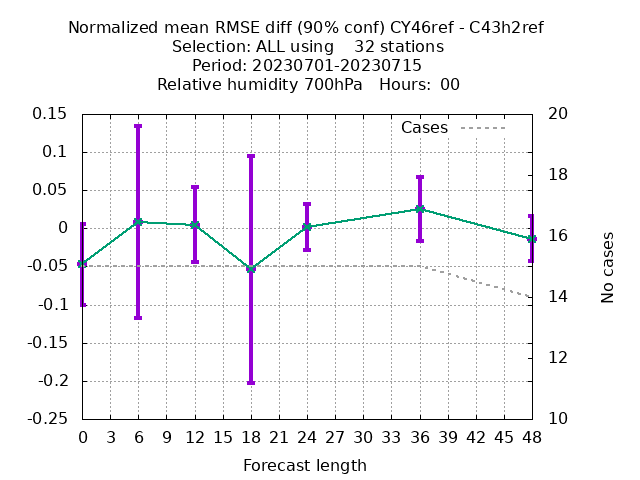 Normalized mean RMSE diff (90% conf) CY46ref - C43h2ref
Selection: ALL using    32 stations
Period: 20230701-20230715
Relative humidity 700hPa   Hours:  00
Cases
0.15
0.1
0.05
0
-0.05
-0.1
-0.15
-0.2
-0.25
20
18
16
14
12
10
No cases
0 3 6 9 12 15 18 21 24 27 30 33 36 39 42 45 48
Forecast length